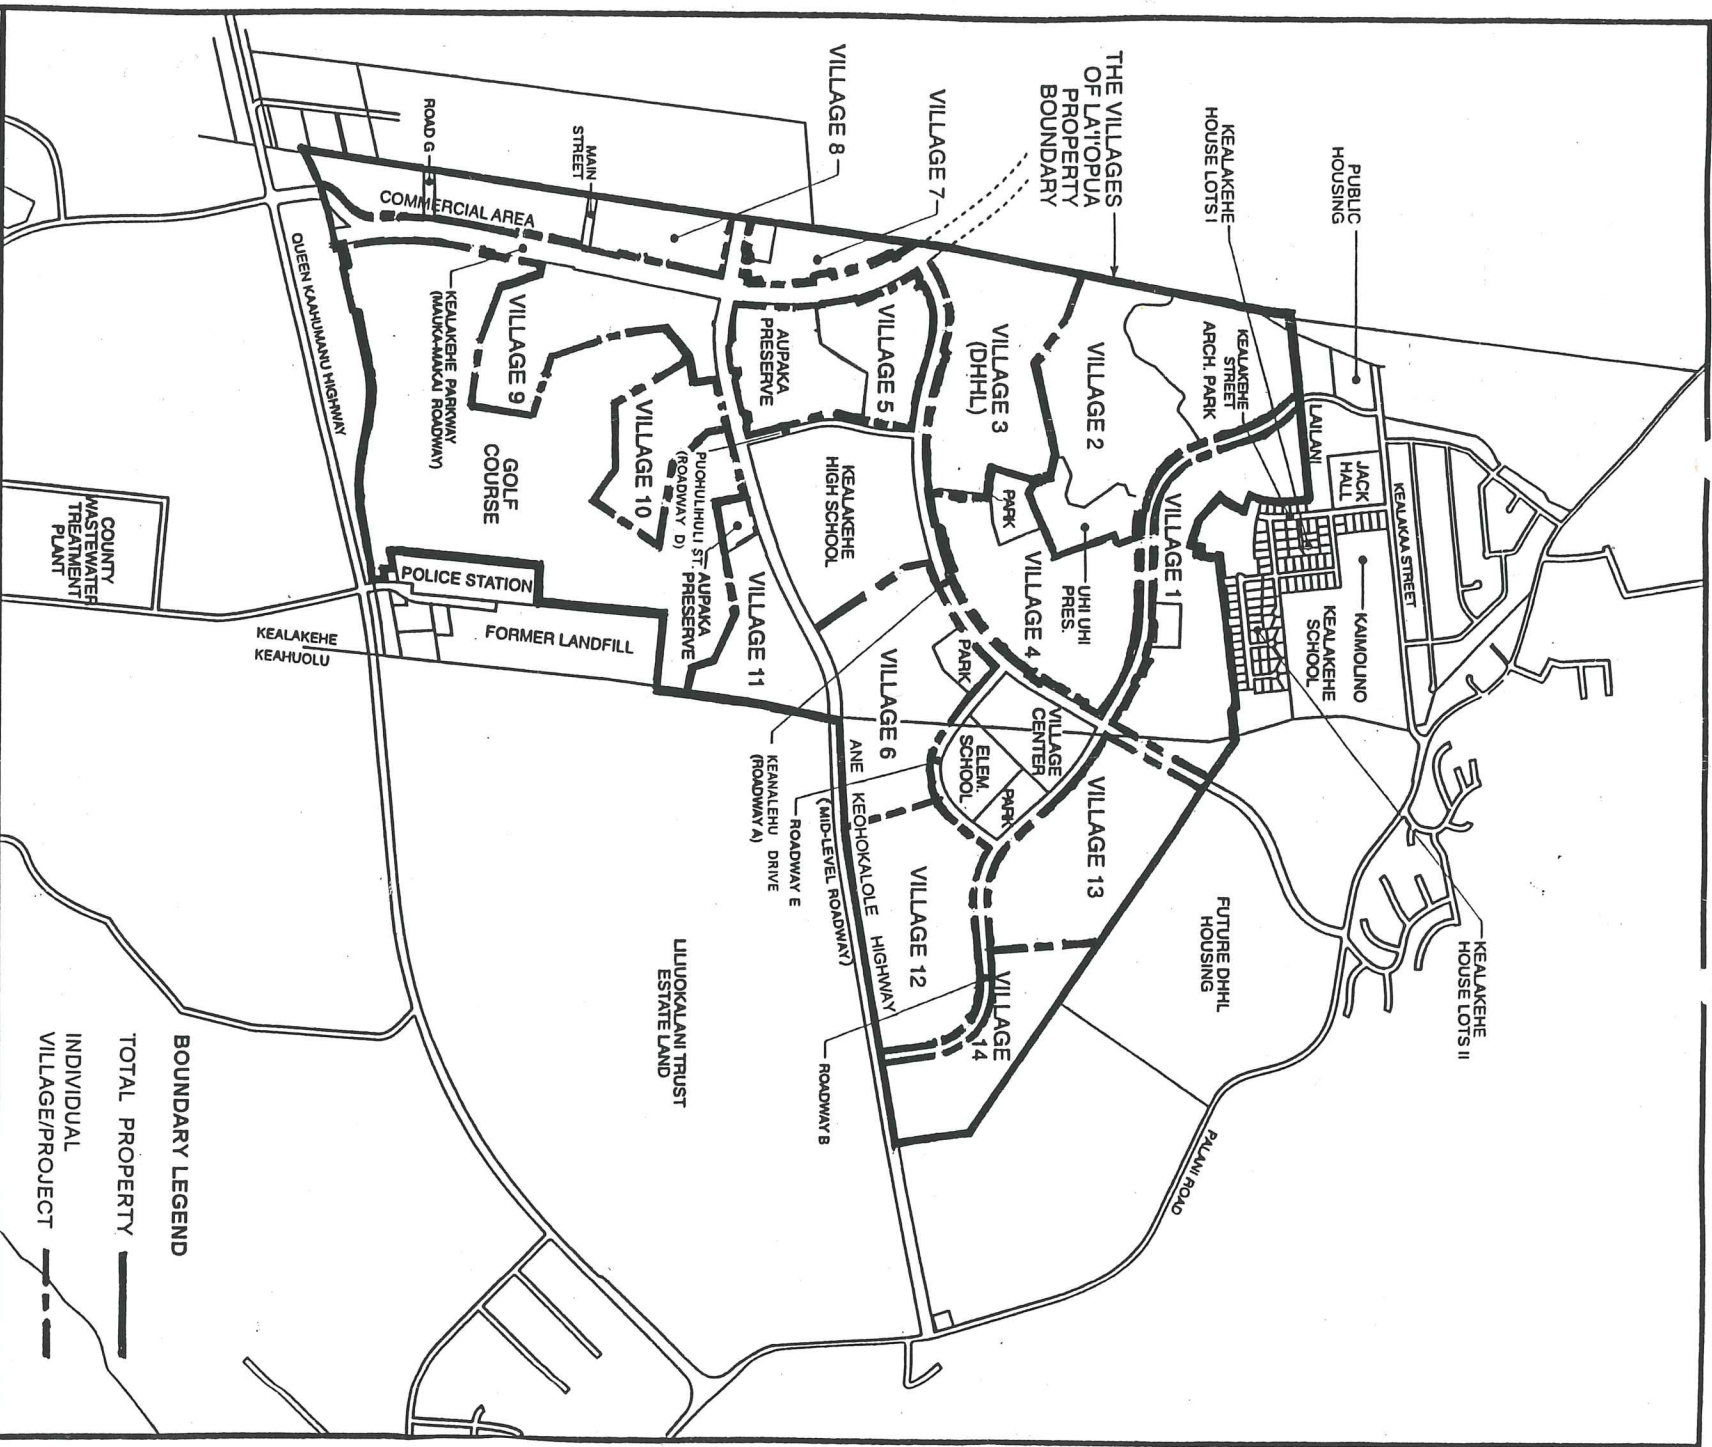 THE VILLAGES
OF LA'I'OPUA
PROPERTY
BOUNDARY
VILLAGE 8
VILLAGE 7
KEALAKEHE
HOUSE LOTS I
PUBLIC
HOUSING
ROAD G
MAIN
STREET
COMMERCIAL AREA
QUEEN KAAHUMANU HIGHWAY
KEALAKEHE PARKWAY
(MAUKA-MAKAI ROADWAY)
VILLAGE 9
AUPAKA
PRESERVE
VILLAGE 5
VILLAGE 3
(DHHL)
VILLAGE 2
KEALAKEHE
STREET
ARCH. PARK
LAILANI
JACK
HALL
KEALAKAA STREET
GOLF
COURSE
VILLAGE 10
PUOHULIHULI ST.
(ROADWAY D)
KEALAKEHE
HIGH SCHOOL
PARK
VILLAGE 1
UHI UHI
PRES.
VILLAGE 4
KEALAKEHE
SCHOOL
KAIMOLINO
COUNTY
WASTEWATER
TREATMENT
PLANT
POLICE STATION
FORMER LANDFILL
KEALAKEHE
KEAHUOLU
AUPAKA
PRESERVE
VILLAGE 11
VILLAGE 6
PARK
VILLAGE
CENTER
ELEM.
SCHOOL
PARK
VILLAGE 13
KEANALEHU DRIVE
(ROADWAY A)
ROADWAY E
ANE KEOHOKALOLE HIGHWAY
(MID-LEVEL ROADWAY)
VILLAGE 12
VILLAGE
14
ROADWAY B
FUTURE DHHL
HOUSING
KEALAKEHE
HOUSE LOTS II
PALANI ROAD
LILIUOKALANI TRUST
ESTATE LAND
BOUNDARY LEGEND
TOTAL PROPERTY
INDIVIDUAL
VILLAGE/PROJECT